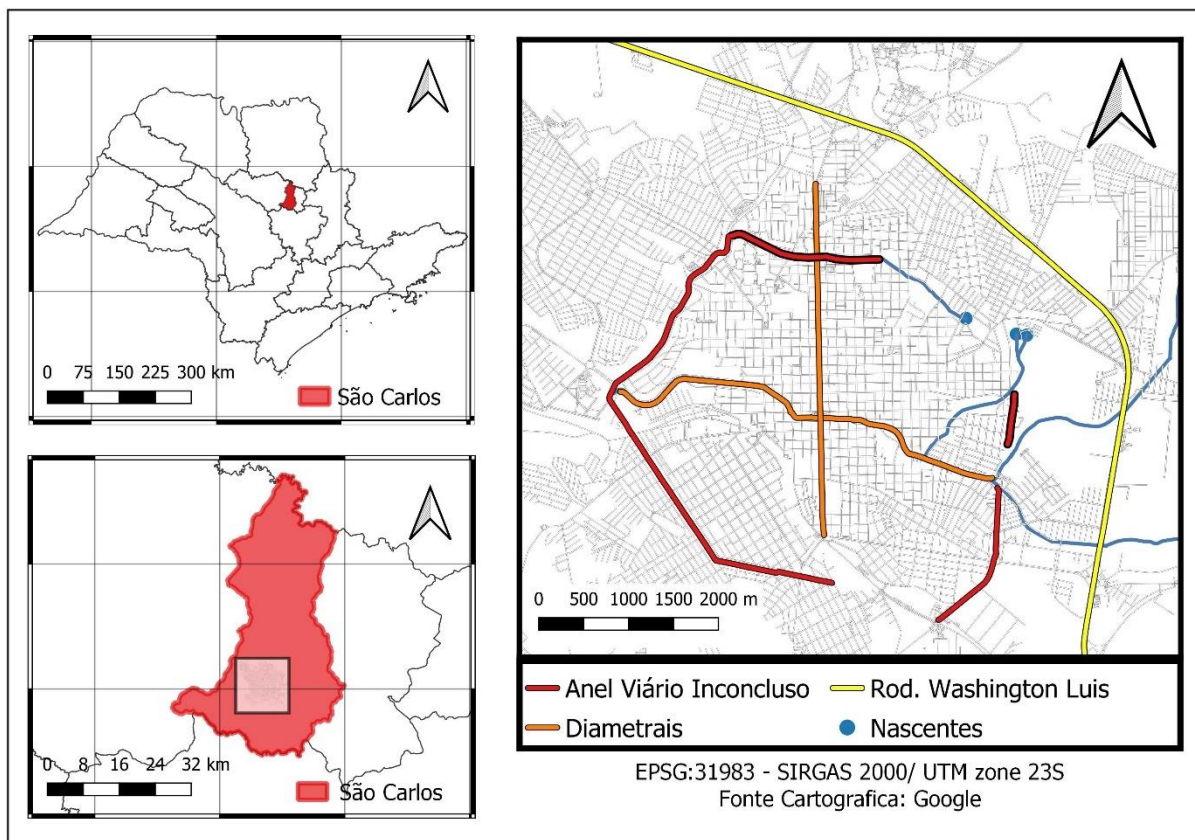 0 75 150 225 300 km
São Carlos
0 8 16 24 32 km
São Carlos
0 500 1000 1500 2000 m
Anel Viário Inconcluso
Rod. Washington Luis
Diametrais
Nascentes
EPSG:31983 - SIRGAS 2000/ UTM zone 23S
Fonte Cartografica: Google